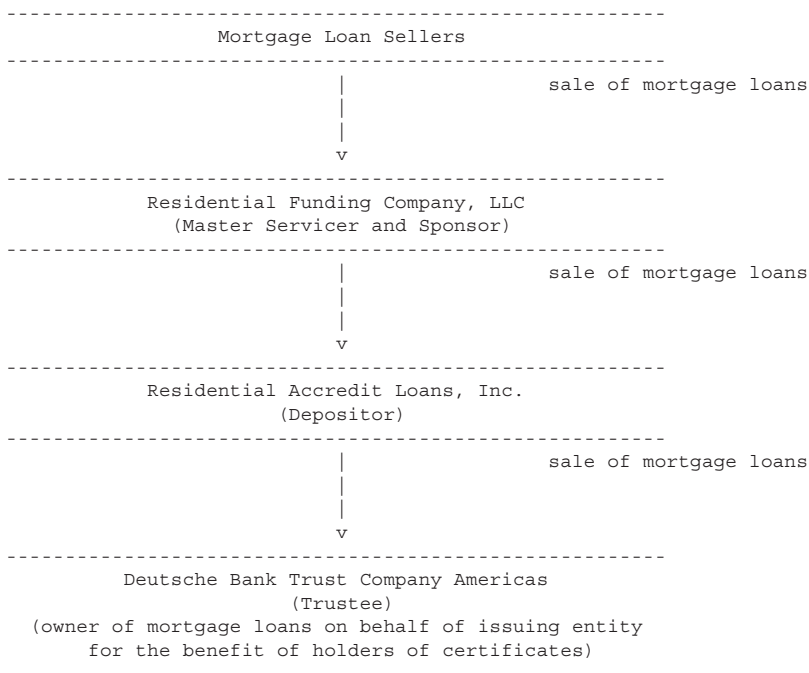 --------------------------------------------------------
Mortgage Loan Sellers
--------------------------------------------------------
| sale of mortgage loans
|
|
v
--------------------------------------------------------
Residential Funding Company, LLC
(Master Servicer and Sponsor)
--------------------------------------------------------
| sale of mortgage loans
|
|
v
--------------------------------------------------------
Residential Accredit Loans, Inc.
(Depositor)
--------------------------------------------------------
| sale of mortgage loans
|
|
v
--------------------------------------------------------
Deutsche Bank Trust Company Americas
(Trustee)
(owner of mortgage loans on behalf of issuing entity
for the benefit of holders of certificates)